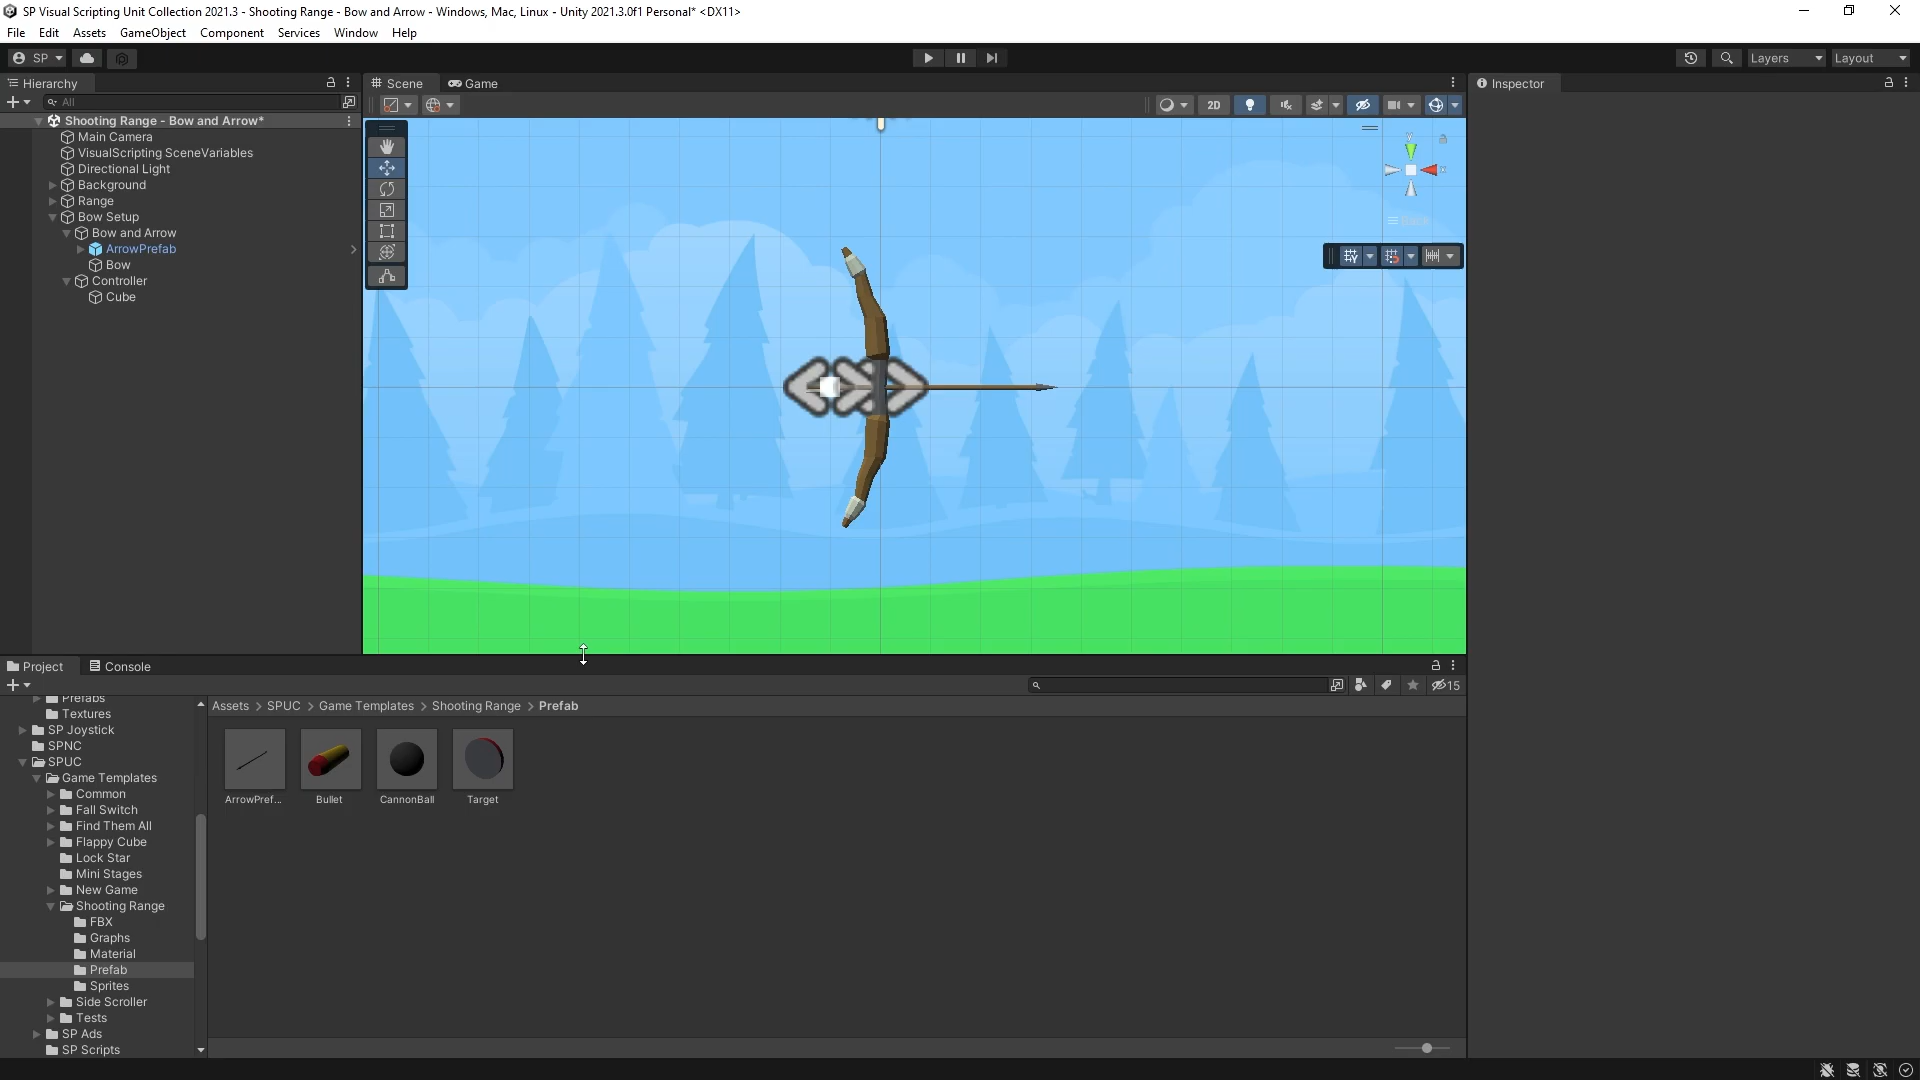 SP Visual Scripting Unit Collection 2021.3 - Shooting Range - Bow and Arrow - Windows, Mac, Linux - Unity 2021.3.0f1 Personal* <DX11>
File Edit Assets GameObject Component Services Window Help
SP
Layers
Layout
Hierarchy
Scene
Game
Inspector
All
2D
Shooting Range - Bow and Arrow*
Main Camera
VisualScripting SceneVariables
Directional Light
Background
Range
Bow Setup
Bow and Arrow
ArrowPrefab
Bow
Controller
Cube
y
x
Back
Project
Console
15
Prefabs
Textures
SP Joystick
SPNC
SPUC
Game Templates
Common
Fall Switch
Find Them All
Flappy Cube
Lock Star
Mini Stages
New Game
Shooting Range
FBX
Graphs
Material
Prefab
Sprites
Side Scroller
Tests
SP Ads
SP Scripts
Assets > SPUC > Game Templates > Shooting Range > Prefab
ArrowPref...
Bullet
CannonBall
Target